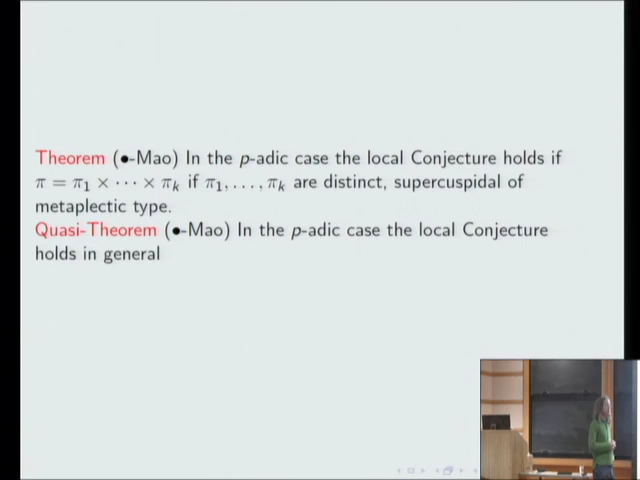 Theorem (•-Mao) In the p-adic case the local Conjecture holds if
π = π₁ × ⋯ × πₖ if π₁, . . . , πₖ are distinct, supercuspidal of
metaplectic type.
Quasi-Theorem (•-Mao) In the p-adic case the local Conjecture
holds in general